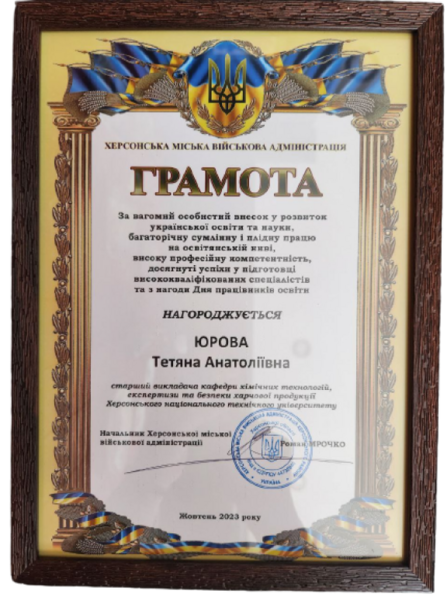 ХЕРСОНСЬКА МІСЬКА ВІЙСЬКОВА АДМІНІСТРАЦІЯ
ГРАМОТА
За вагомий особистий внесок у розвиток
української освіти та науки,
багаторічну сумлінну і плідну працю
на освітянській ниві,
високу професійну компетентність,
досягнуті успіхи у підготовці
висококваліфікованих спеціалістів
та з нагоди Дня працівників освіти
НАГОРОДЖУЄТЬСЯ
ЮРОВА
Тетяна Анатоліївна
старший викладач кафедри хімічних технологій,
експертизи та безпеки харчової продукції
Херсонського національного технічного університету
Начальник Херсонської міської
військової адміністрації
Роман МРОЧКО
УКРАЇНА
Жовтень 2023 року